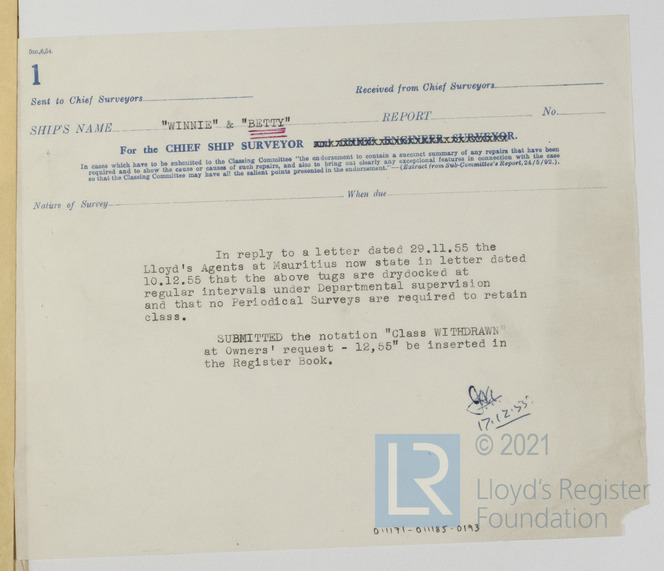 1
Sent to Chief Surveyors
Received from Chief Surveyors
SHIP'S NAME "WINNIE" & "BETTY" REPORT No.
For the CHIEF SHIP SURVEYOR or CHIEF ENGINEER SURVEYOR.
In cases which have to be submitted to the Classing Committee "the endorsement to contain a succinct summary of any repairs that have been
required and to show the cause or causes of such repairs, and also to bring out clearly any exceptional features in connection with the case
so that the Classing Committee may have all the salient points presented in the endorsement."—(Extract from Sub-Committee's Report, 24/5/92.).
Nature of Survey When due
In reply to a letter dated 29.11.55 the
Lloyd's Agents at Mauritius now state in letter dated
10.12.55 that the above tugs are drydocked at
regular intervals under Departmental supervision
and that no Periodical Surveys are required to retain
class.
SUBMITTED the notation "Class WITHDRAWN"
at Owners' request - 12,55" be inserted in
the Register Book.
17.12.55
© 2021
LR
Lloyd's Register
Foundation
011171-011185-0193